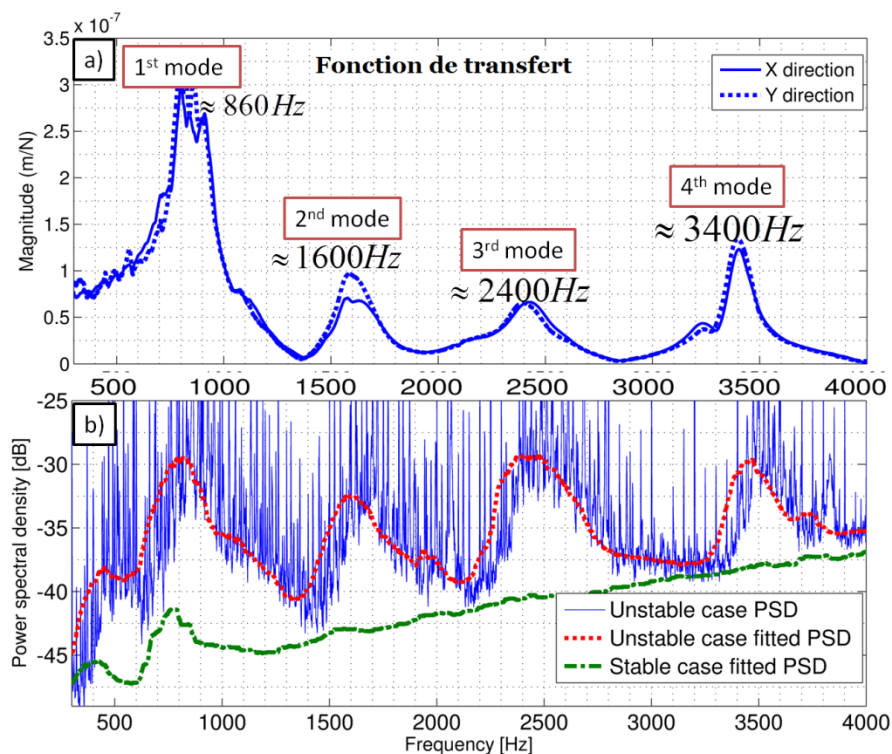 x 10^-7
a)
1st mode
Fonction de transfert
X direction
Y direction
≈ 860Hz
2nd mode
≈ 1600Hz
3rd mode
≈ 2400Hz
4th mode
≈ 3400Hz
Magnitude (m/N)
3.5
3
2.5
2
1.5
1
0.5
0
500 1000 1500 2000 2500 3000 3500 4000
b)
Power spectral density [dB]
-25
-30
-35
-40
-45
Unstable case PSD
Unstable case fitted PSD
Stable case fitted PSD
500 1000 1500 2000 2500 3000 3500 4000
Frequency [Hz]